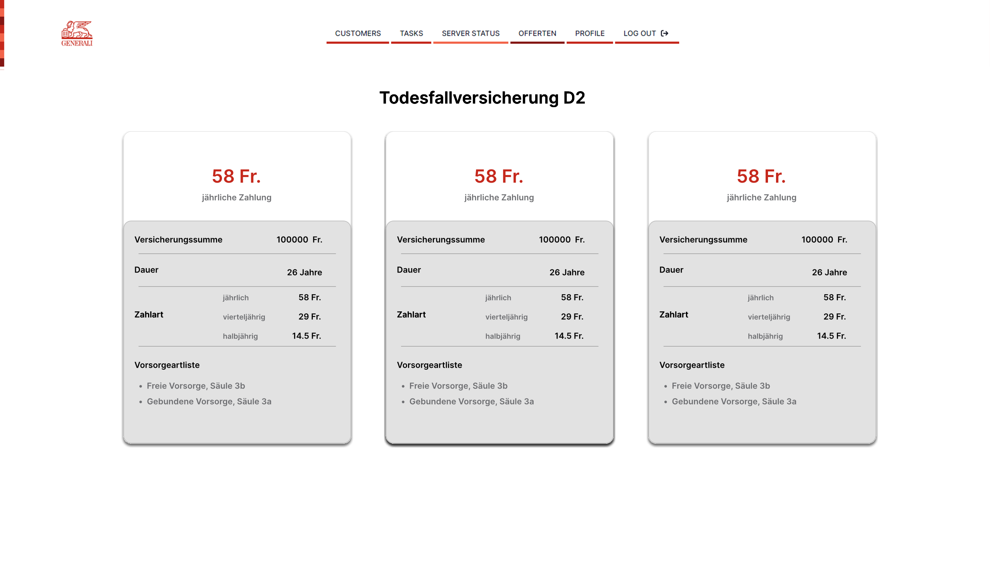 GENERALI
CUSTOMERS TASKS SERVER STATUS OFFERTEN PROFILE LOG OUT
Todesfallversicherung D2
58 Fr.
jährliche Zahlung
Versicherungssumme 100000 Fr.
Dauer 26 Jahre
jährlich 58 Fr.
Zahlart vierteljährig 29 Fr.
halbjährig 14.5 Fr.
Vorsorgeartliste
• Freie Vorsorge, Säule 3b
• Gebundene Vorsorge, Säule 3a
58 Fr.
jährliche Zahlung
Versicherungssumme 100000 Fr.
Dauer 26 Jahre
jährlich 58 Fr.
Zahlart vierteljährig 29 Fr.
halbjährig 14.5 Fr.
Vorsorgeartliste
• Freie Vorsorge, Säule 3b
• Gebundene Vorsorge, Säule 3a
58 Fr.
jährliche Zahlung
Versicherungssumme 100000 Fr.
Dauer 26 Jahre
jährlich 58 Fr.
Zahlart vierteljährig 29 Fr.
halbjährig 14.5 Fr.
Vorsorgeartliste
• Freie Vorsorge, Säule 3b
• Gebundene Vorsorge, Säule 3a